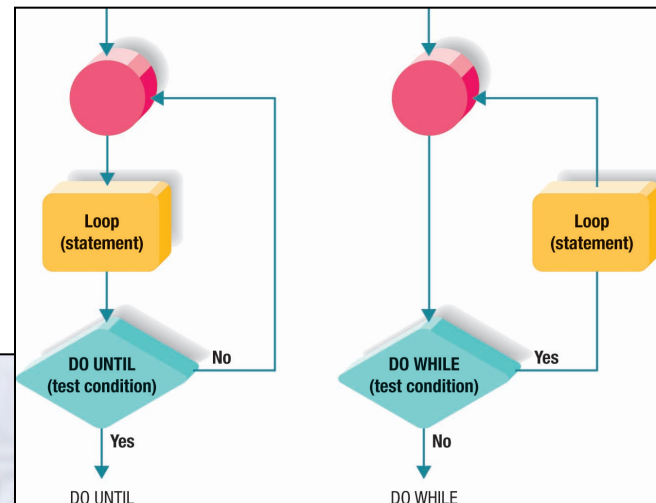 Loop
(statement)
DO UNTIL
(test condition)
No
Yes
DO UNTIL
Loop
(statement)
DO WHILE
(test condition)
Yes
No
DO WHILE